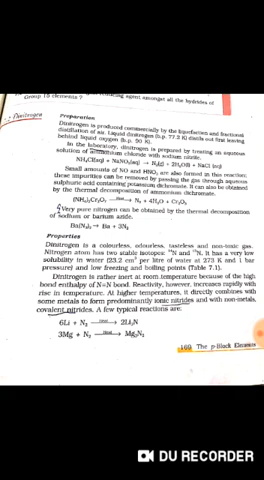 Group 15 elements ?
Dinitrogen
Preparation
Dinitrogen is produced commercially by the liquefaction and fractional
distillation of air. Liquid dinitrogen (b.p. 77.2 K) distils out first leaving
behind liquid oxygen (b.p. 90 K).
In the laboratory, dinitrogen is prepared by treating an aqueous
solution of ammonium chloride with sodium nitrite.
NH₄Cl(aq) + NaNO₂(aq) → N₂(g) + 2H₂O(l) + NaCl (aq)
Small amounts of NO and HNO₃ are also formed in this reaction;
these impurities can be removed by passing the gas through aqueous
sulphuric acid containing potassium dichromate. It can also be obtained
by the thermal decomposition of ammonium dichromate.
(NH₄)₂Cr₂O₇ —Heat→ N₂ + 4H₂O + Cr₂O₃
Very pure nitrogen can be obtained by the thermal decomposition
of sodium or barium azide.
Ba(N₃)₂ → Ba + 3N₂
Properties
Dinitrogen is a colourless, odourless, tasteless and non-toxic gas.
Nitrogen atom has two stable isotopes: ¹⁴N and ¹⁵N. It has a very low
solubility in water (23.2 cm³ per litre of water at 273 K and 1 bar
pressure) and low freezing and boiling points (Table 7.1).
Dinitrogen is rather inert at room temperature because of the high
bond enthalpy of N≡N bond. Reactivity, however, increases rapidly with
rise in temperature. At higher temperatures, it directly combines with
some metals to form predominantly ionic nitrides and with non-metals,
covalent nitrides. A few typical reactions are:
6Li + N₂ —Heat→ 2Li₃N
3Mg + N₂ —Heat→ Mg₃N₂
169 The p-Block Elements
DU RECORDER